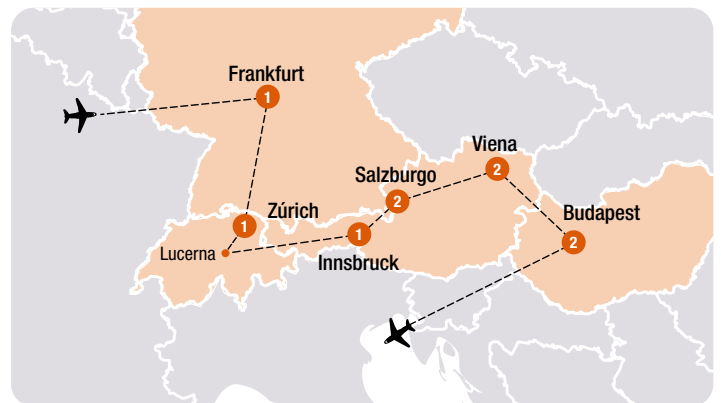 Frankfurt
1
Viena
2
Salzburgo
2
Zúrich
1
Budapest
2
Innsbruck
1
Lucerna